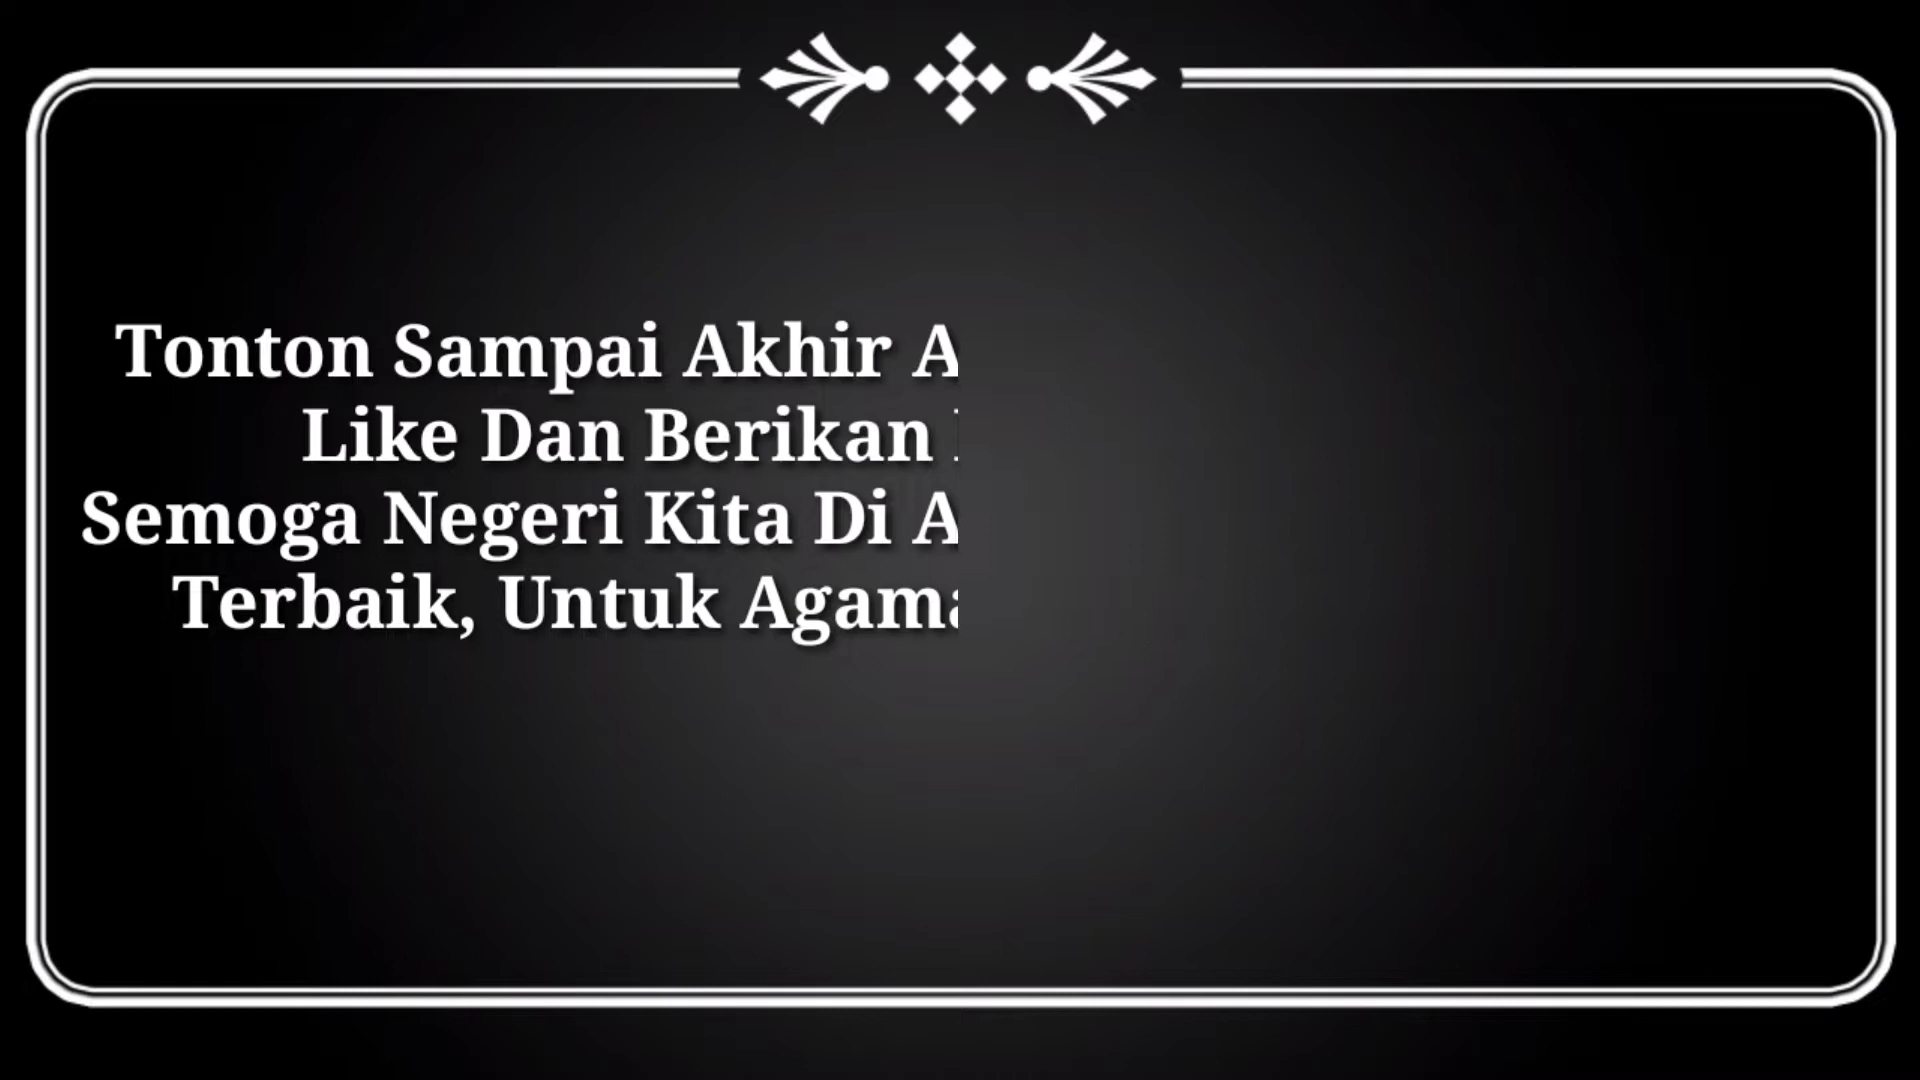 Tonton Sampai Akhir
Like Dan Berikan
Semoga Negeri Kita Di
Terbaik, Untuk